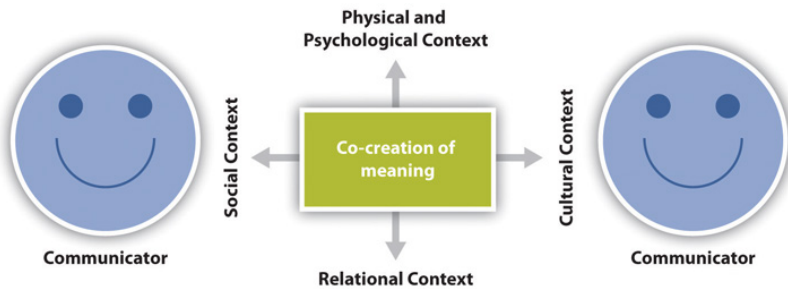 Physical and
Psychological Context
Social Context
Co-creation of
meaning
Cultural Context
Communicator
Communicator
Relational Context